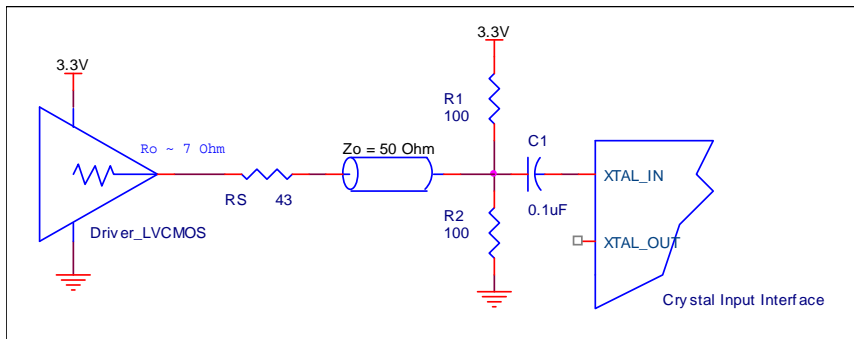 3.3V
3.3V
R1
100
C1
Ro ~ 7 Ohm
Zo = 50 Ohm
XTAL_IN
RS
43
0.1uF
R2
100
Driver_LVCMOS
XTAL_OUT
Crystal Input Interface